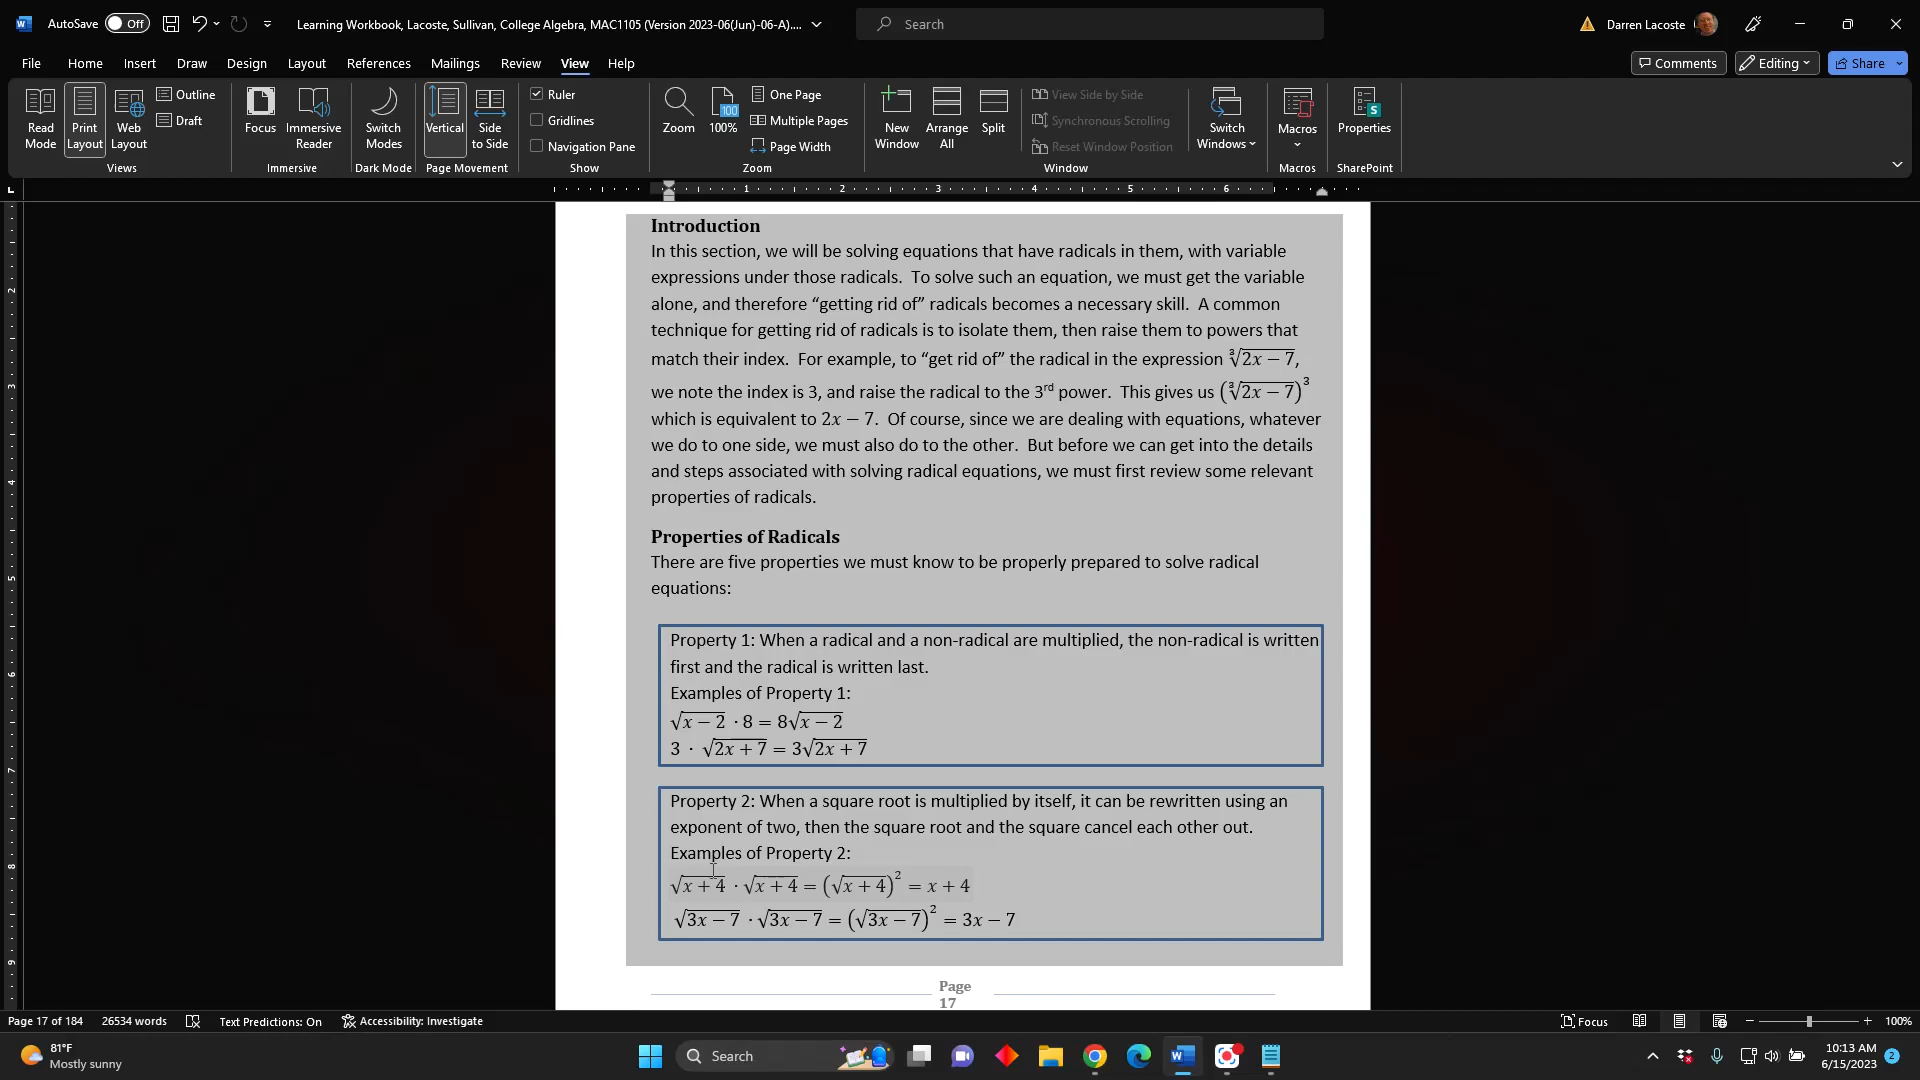 AutoSave Off
Learning Workbook, Lacoste, Sullivan, College Algebra, MAC1105 (Version 2023-06(Jun)-06-A)....
Search
Darren Lacoste
File Home Insert Draw Design Layout References Mailings Review View Help
Comments Editing Share
Read Mode
Print Layout
Web Layout
Outline
Draft
Views
Focus
Immersive Reader
Immersive
Switch Modes
Dark Mode
Vertical
Side to Side
Page Movement
Ruler
Gridlines
Navigation Pane
Show
Zoom
100%
One Page
Multiple Pages
Page Width
Zoom
New Window
Arrange All
Split
View Side by Side
Synchronous Scrolling
Reset Window Position
Switch Windows
Window
Macros
Macros
Properties
SharePoint
1 2 3 4 5 6
2
3
4
5
6
7
8
9
Introduction
In this section, we will be solving equations that have radicals in them, with variable
expressions under those radicals.  To solve such an equation, we must get the variable
alone, and therefore “getting rid of” radicals becomes a necessary skill.  A common
technique for getting rid of radicals is to isolate them, then raise them to powers that
match their index.  For example, to “get rid of” the radical in the expression ∛(2x − 7),
we note the index is 3, and raise the radical to the 3rd power.  This gives us (∛(2x − 7))³
which is equivalent to 2x − 7.  Of course, since we are dealing with equations, whatever
we do to one side, we must also do to the other.  But before we can get into the details
and steps associated with solving radical equations, we must first review some relevant
properties of radicals.
Properties of Radicals
There are five properties we must know to be properly prepared to solve radical
equations:
Property 1: When a radical and a non-radical are multiplied, the non-radical is written
first and the radical is written last.
Examples of Property 1:
√(x − 2) · 8 = 8√(x − 2)
3 · √(2x + 7) = 3√(2x + 7)
Property 2: When a square root is multiplied by itself, it can be rewritten using an
exponent of two, then the square root and the square cancel each other out.
Examples of Property 2:
√(x + 4) · √(x + 4) = (√(x + 4))² = x + 4
√(3x − 7) · √(3x − 7) = (√(3x − 7))² = 3x − 7
Page
17
Page 17 of 184 26534 words Text Predictions: On Accessibility: Investigate
Focus 100%
81°F
Mostly sunny
Search
10:13 AM
6/15/2023
2